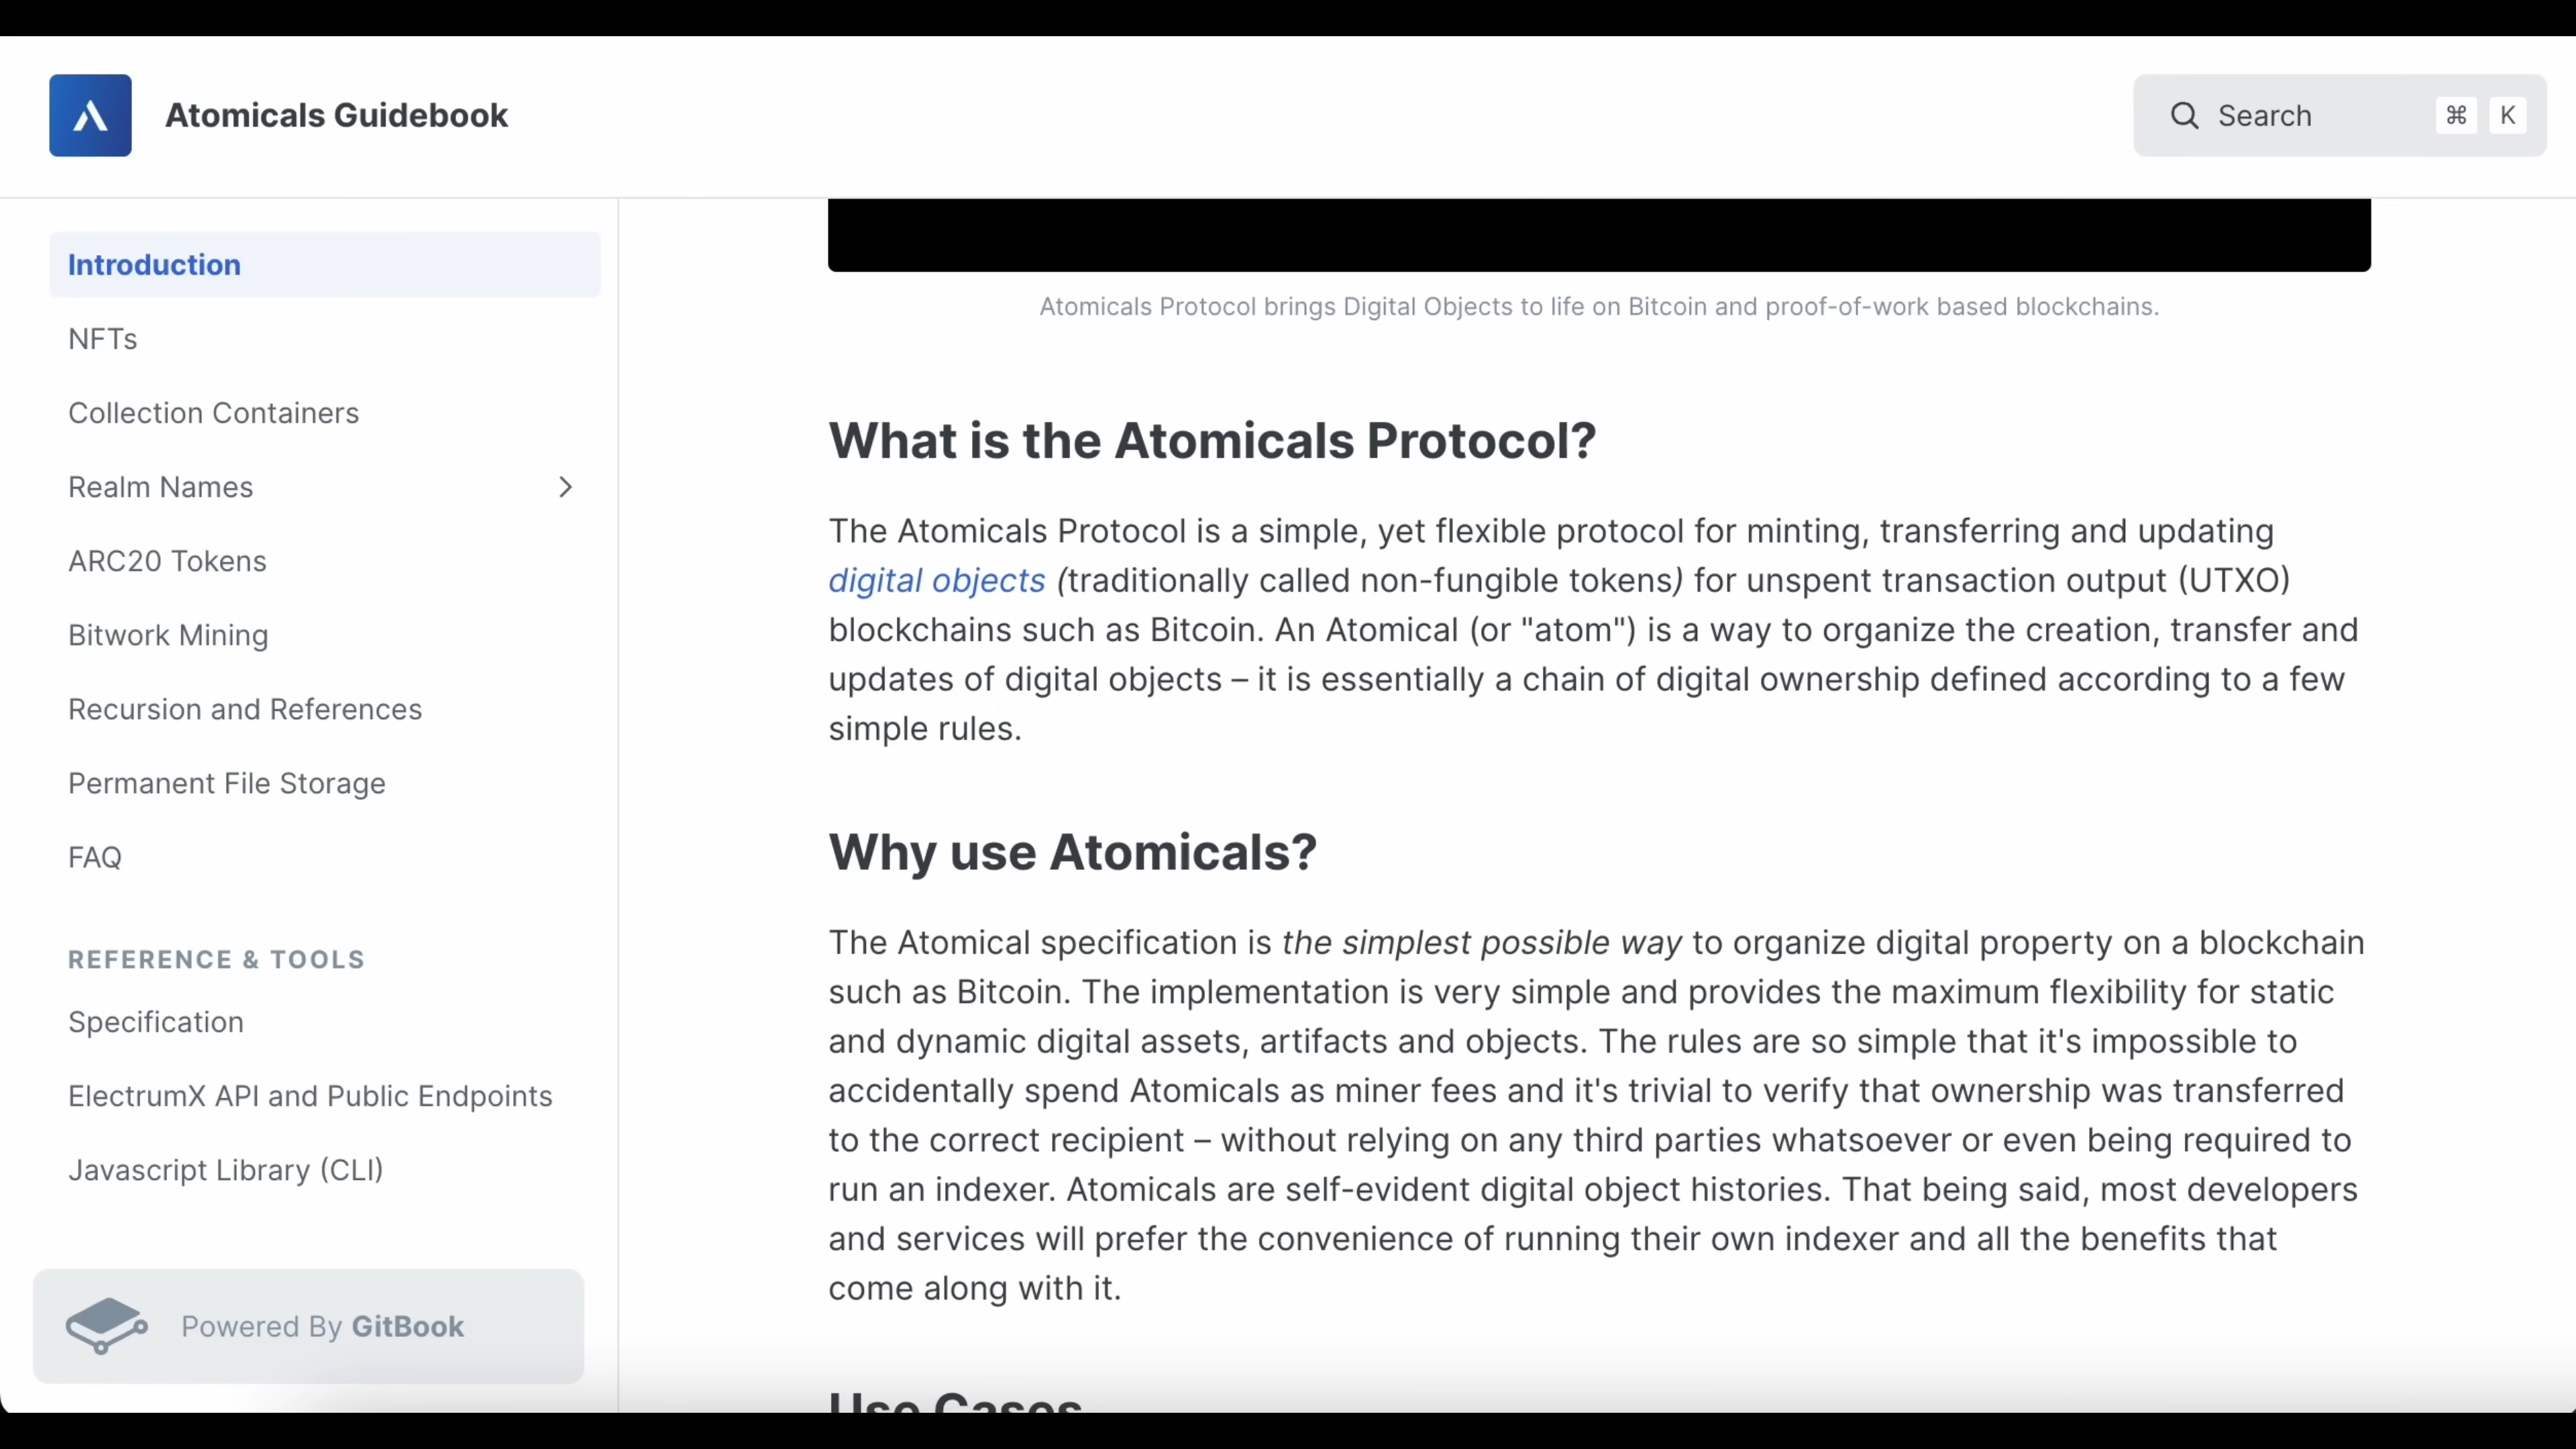 Atomicals Guidebook
Search
⌘ K
Introduction
NFTs
Collection Containers
Realm Names
ARC20 Tokens
Bitwork Mining
Recursion and References
Permanent File Storage
FAQ
REFERENCE & TOOLS
Specification
ElectrumX API and Public Endpoints
Javascript Library (CLI)
Powered By GitBook
Atomicals Protocol brings Digital Objects to life on Bitcoin and proof-of-work based blockchains.
What is the Atomicals Protocol?
The Atomicals Protocol is a simple, yet flexible protocol for minting, transferring and updating
digital objects (traditionally called non-fungible tokens) for unspent transaction output (UTXO)
blockchains such as Bitcoin. An Atomical (or "atom") is a way to organize the creation, transfer and
updates of digital objects – it is essentially a chain of digital ownership defined according to a few
simple rules.
Why use Atomicals?
The Atomical specification is the simplest possible way to organize digital property on a blockchain
such as Bitcoin. The implementation is very simple and provides the maximum flexibility for static
and dynamic digital assets, artifacts and objects. The rules are so simple that it's impossible to
accidentally spend Atomicals as miner fees and it's trivial to verify that ownership was transferred
to the correct recipient – without relying on any third parties whatsoever or even being required to
run an indexer. Atomicals are self-evident digital object histories. That being said, most developers
and services will prefer the convenience of running their own indexer and all the benefits that
come along with it.
Use Cases